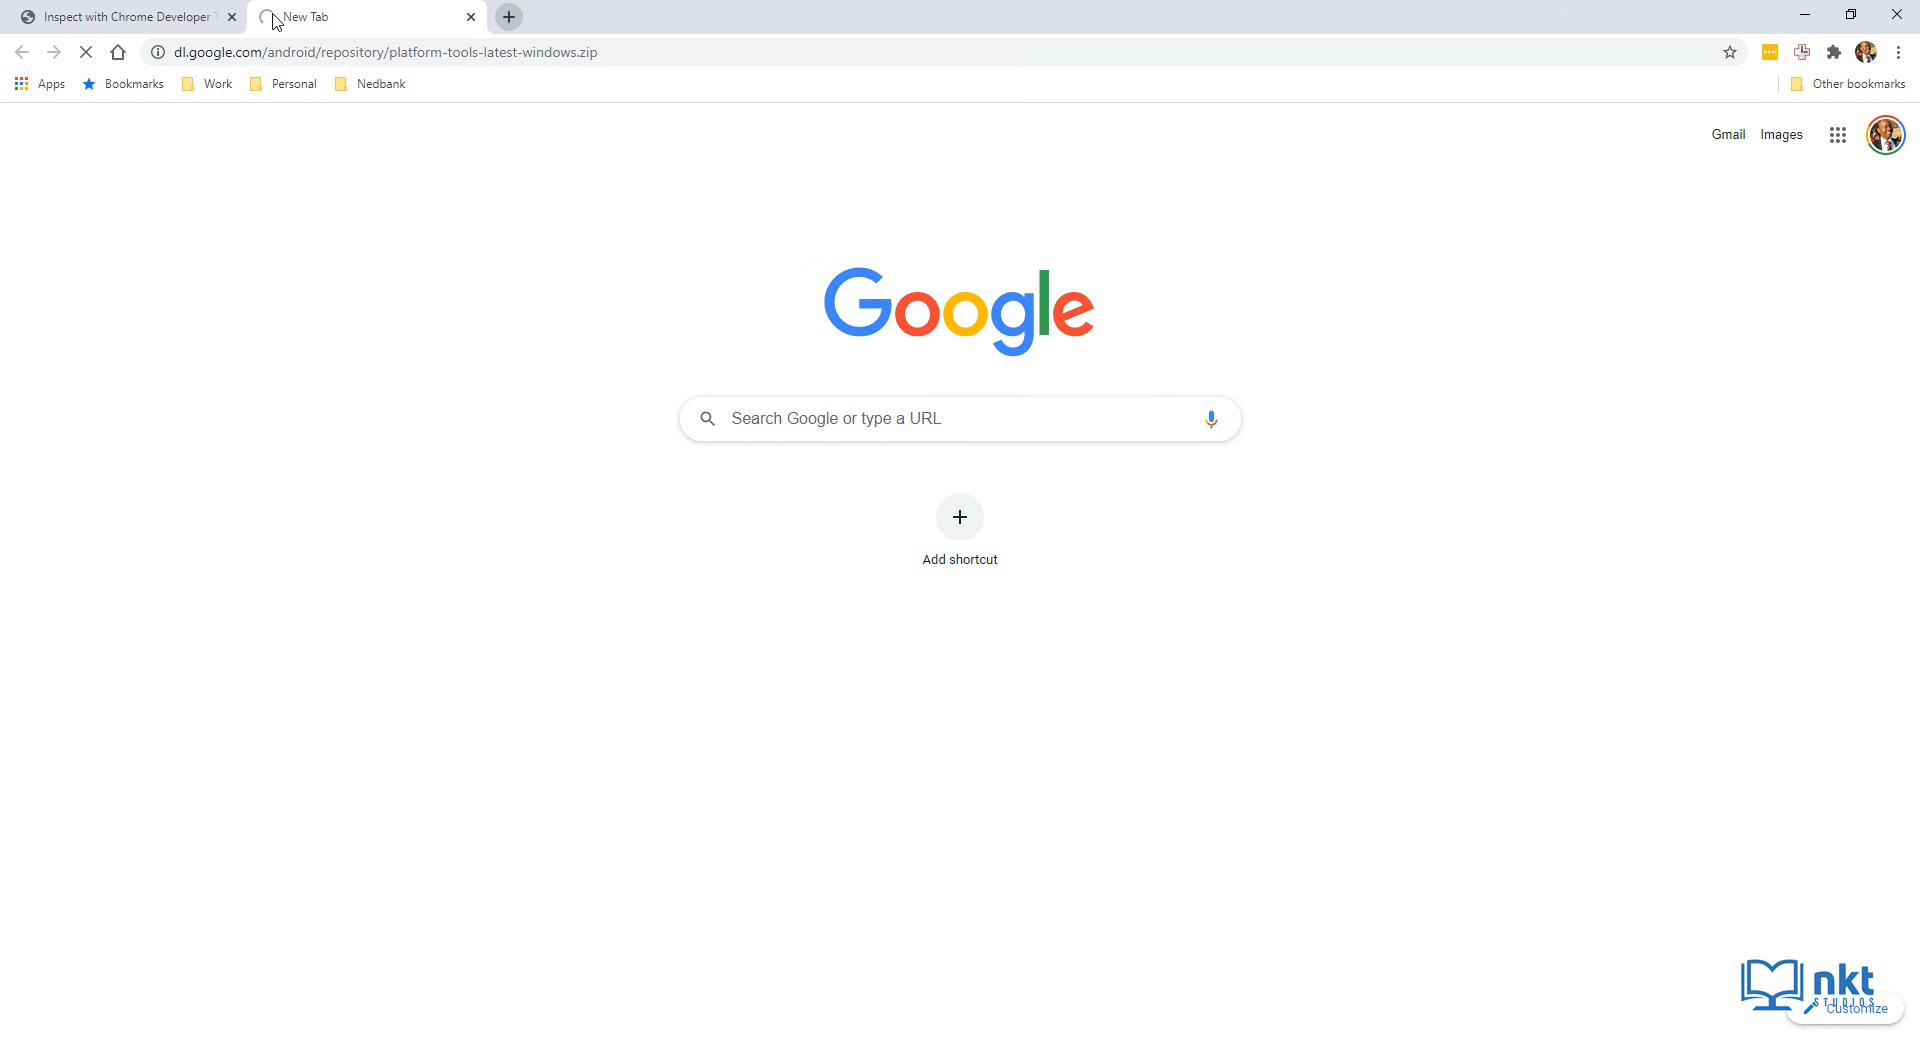 Inspect with Chrome Developer
New Tab
dl.google.com/android/repository/platform-tools-latest-windows.zip
Apps
Bookmarks
Work
Personal
Nedbank
Other bookmarks
Gmail
Images
Google
Search Google or type a URL
Add shortcut
nkt
STUDIOS
Customize